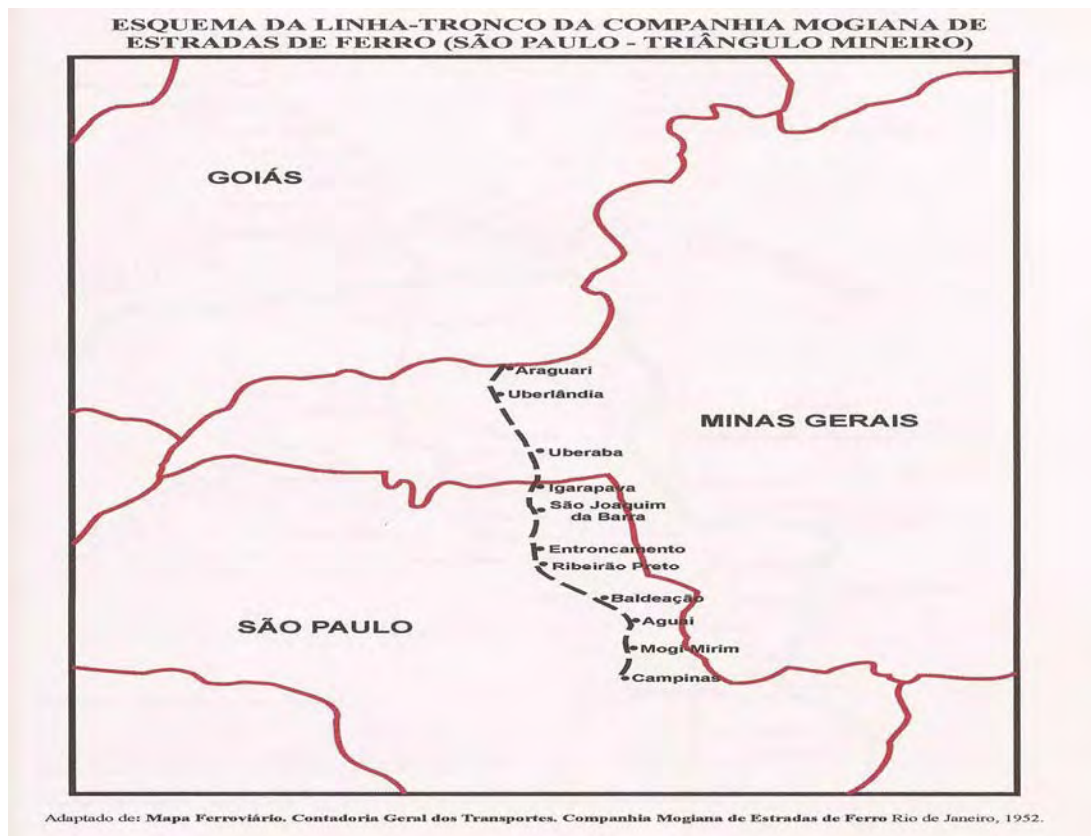 ESQUEMA DA LINHA-TRONCO DA COMPANHIA MOGIANA DE
ESTRADAS DE FERRO (SÃO PAULO - TRIÂNGULO MINEIRO)
GOIÁS
Araguari
Uberlândia
MINAS GERAIS
Uberaba
Igarapava
São Joaquim
da Barra
Entroncamento
Ribeirão Preto
Baldeação
SÃO PAULO
Aguaí
Mogi Mirim
Campinas
Adaptado de: Mapa Ferroviário. Contadoria Geral dos Transportes. Companhia Mogiana de Estradas de Ferro Rio de Janeiro, 1952.